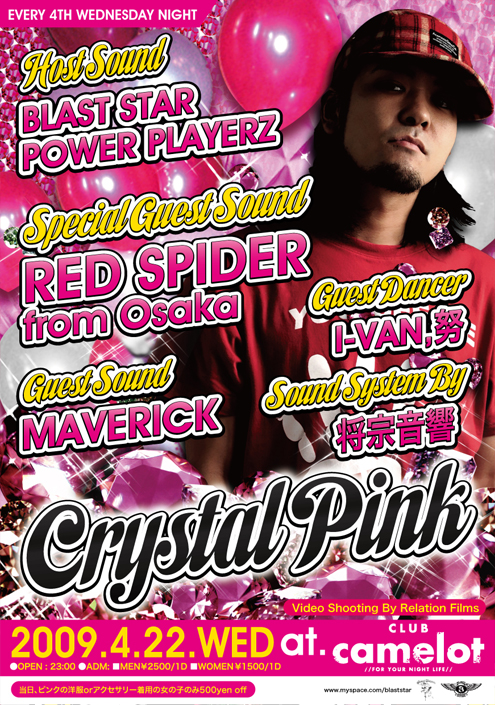 EVERY 4TH WEDNESDAY NIGHT
Host Sound
BLAST STAR
POWER PLAYERZ
Special Guest Sound
RED SPIDER
from Osaka
Guest Dancer
I-VAN,努
Guest Sound
MAVERICK
Sound System By
将宗音響
Crystal Pink
Video Shooting By Relation Films
2009.4.22.WED at. CLUB camelot
//FOR YOUR NIGHT LIFE//
●OPEN : 23:00 ●ADM: ■MEN¥2500/1D ■WOMEN¥1500/1D
当日、ピンクの洋服orアクセサリー着用の女の子のみ500yen off
www.myspace.com/blaststar